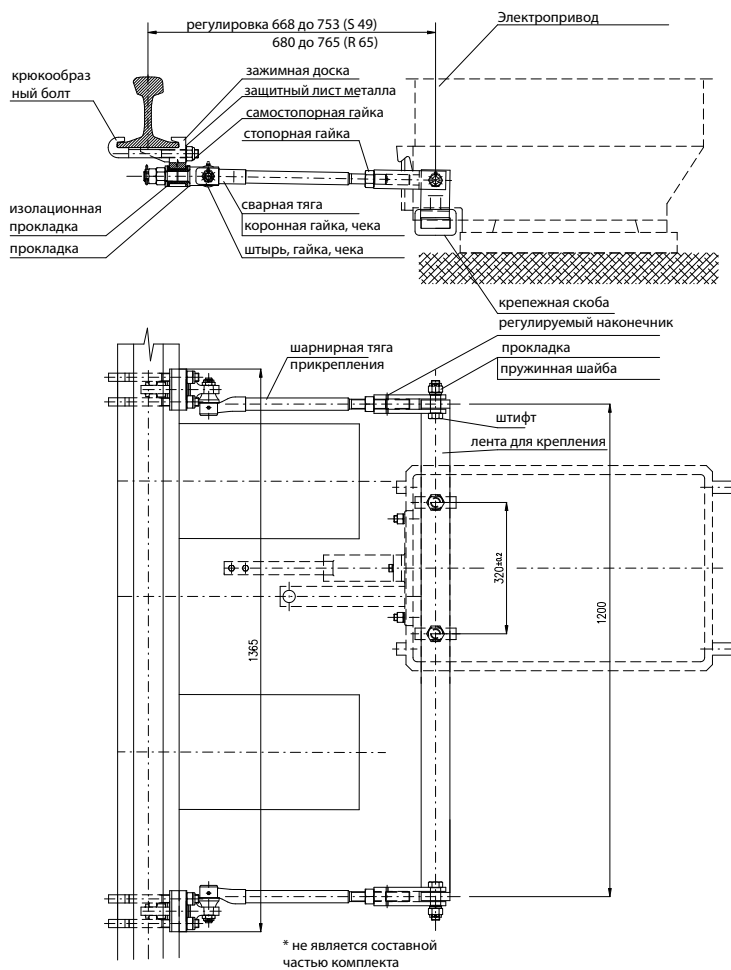 регулировка 668 до 753 (S 49)
680 до 765 (R 65)
Электропривод
крюкообраз
ный болт
зажимная доска
защитный лист металла
самостопорная гайка
стопорная гайка
изоляционная
прокладка
прокладка
сварная тяга
коронная гайка, чека
штырь, гайка, чека
крепежная скоба
регулируемый наконечник
шарнирная тяга
прикрепления
прокладка
пружинная шайба
штифт
лента для крепления
320±0.2
1200
1365
* не является составной
частью комплекта